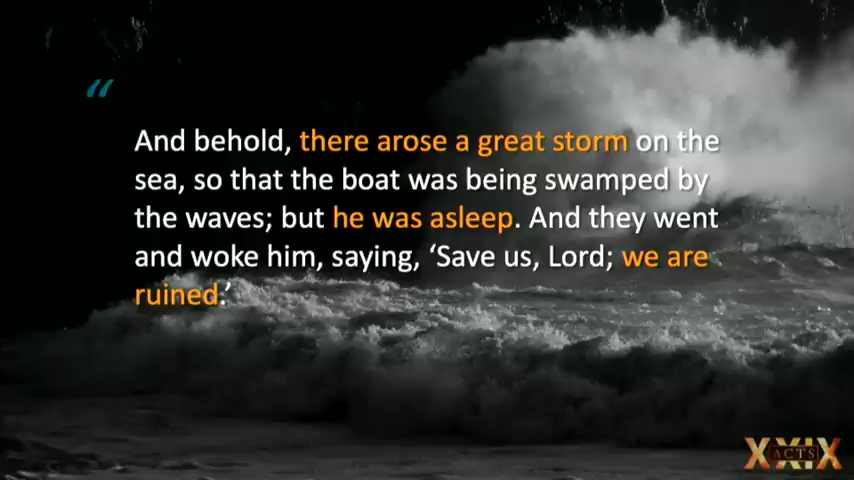 “
And behold, there arose a great storm on the
sea, so that the boat was being swamped by
the waves; but he was asleep. And they went
and woke him, saying, ‘Save us, Lord; we are
ruined.’
XXIX
ACTS